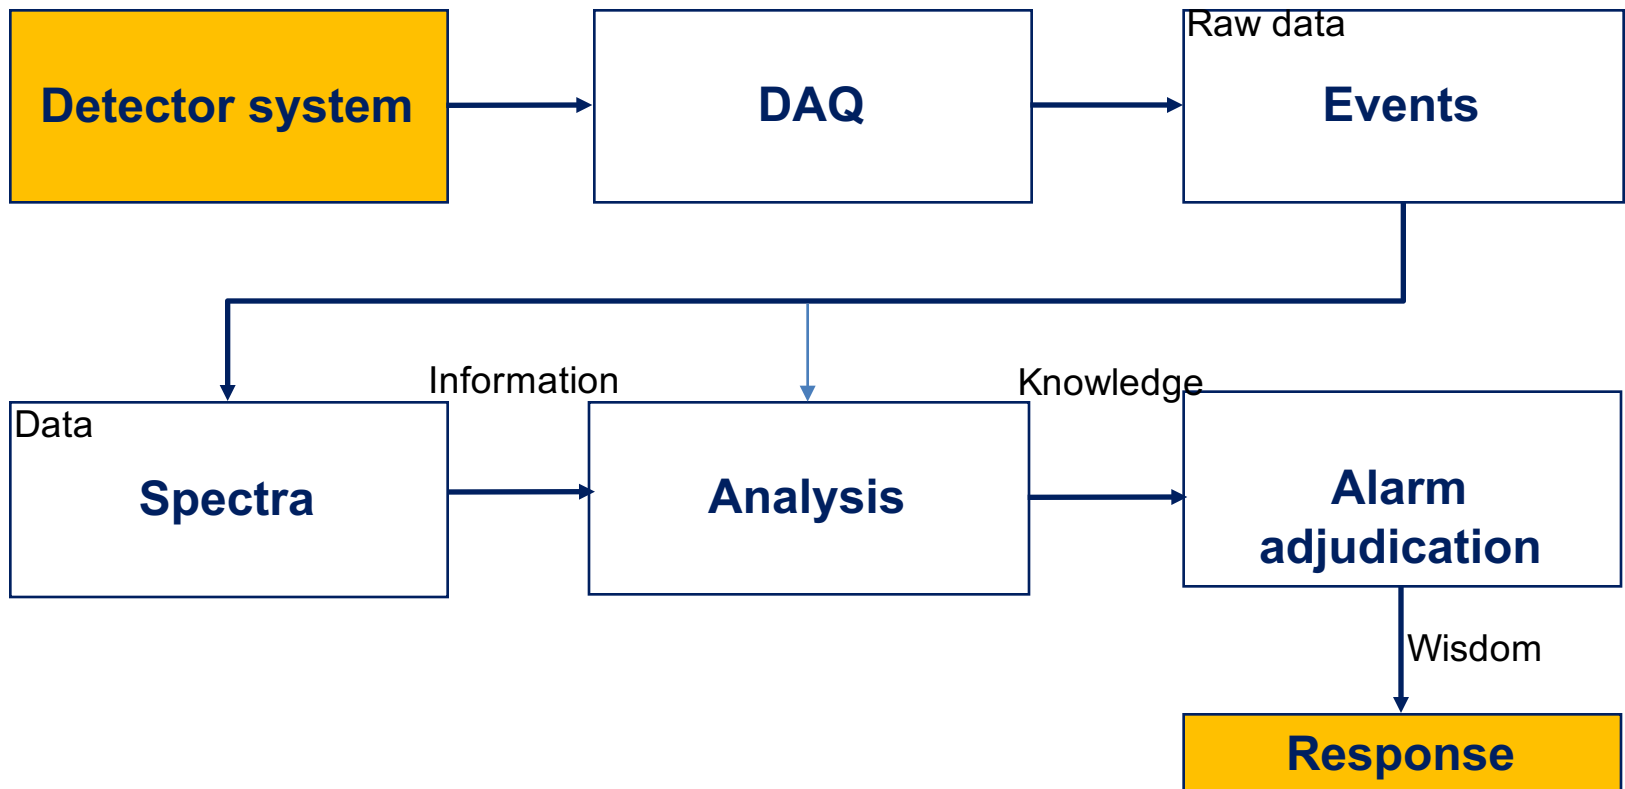 Detector system
DAQ
Raw data
Events
Information
Knowledge
Data
Spectra
Analysis
Alarm
adjudication
Wisdom
Response